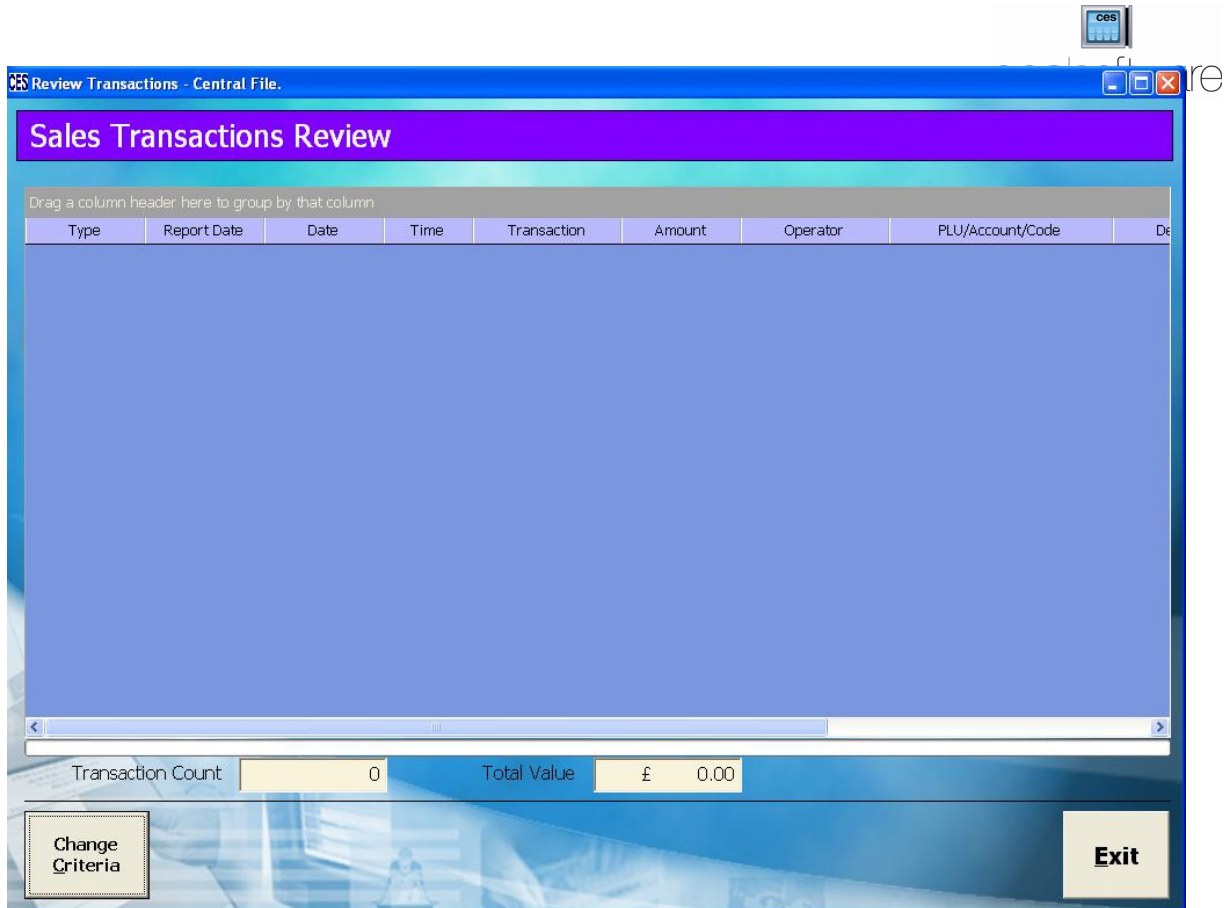 ces
CES Review Transactions - Central File.
Sales Transactions Review
Drag a column header here to group by that column
Type Report Date Date Time Transaction Amount Operator PLU/Account/Code De
Transaction Count 0 Total Value £ 0.00
Change
Criteria
Exit